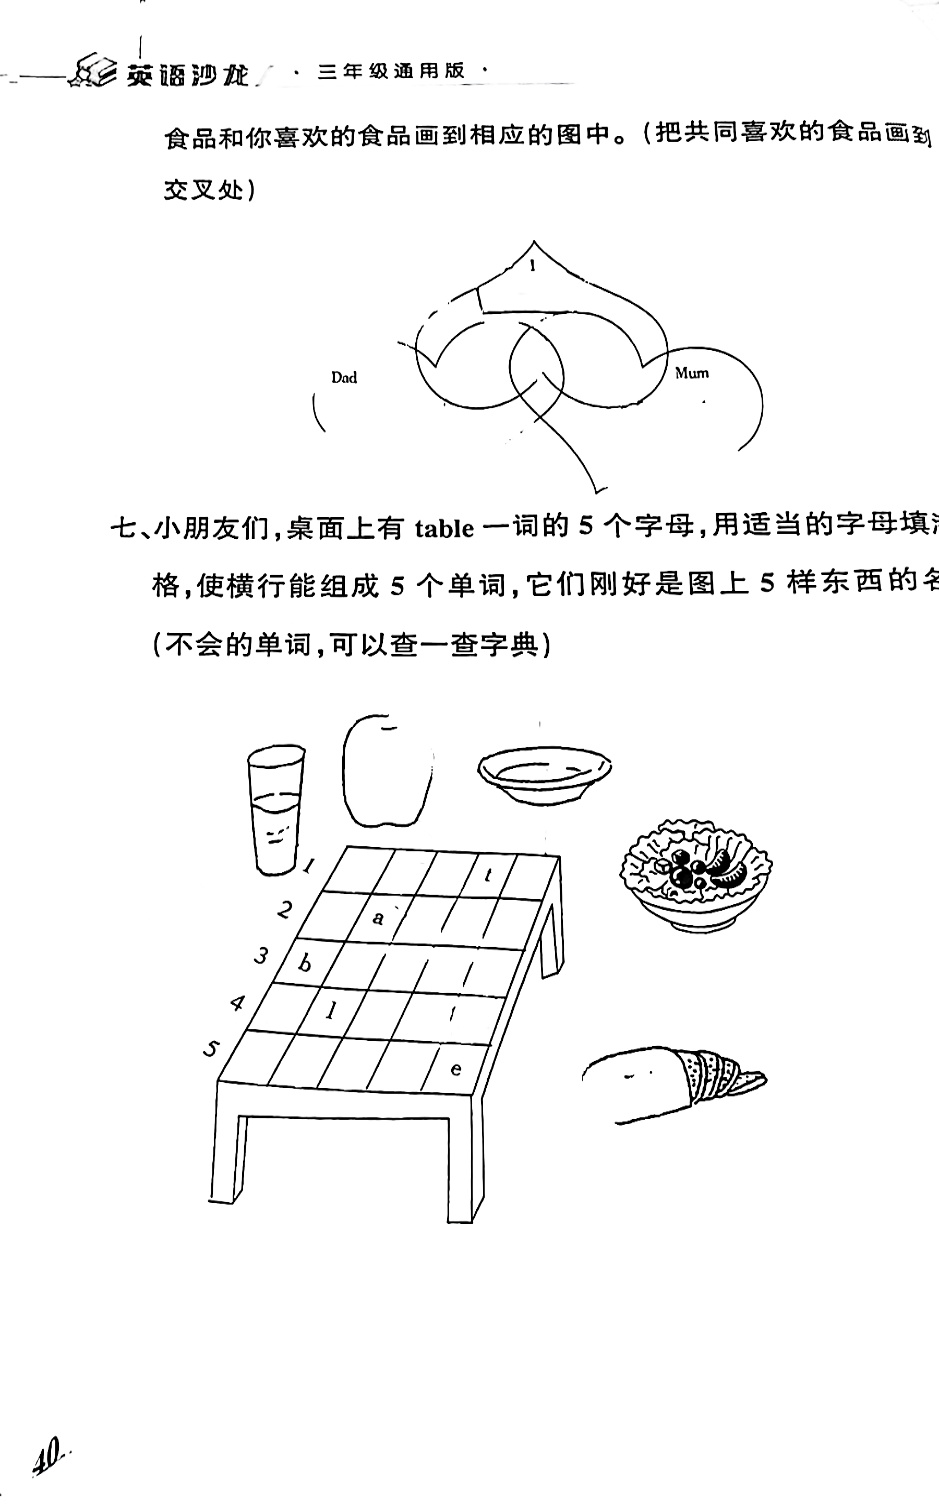 英语沙龙 · 三年级通用版 ·
食品和你喜欢的食品画到相应的图中。(把共同喜欢的食品画到
交叉处)
I
Dad
Mum
七、小朋友们,桌面上有 table 一词的 5 个字母,用适当的字母填
格,使横行能组成 5 个单词,它们刚好是图上 5 样东西的名
(不会的单词,可以查一查字典)
1 t
2 a
3 b
4 l
5 e
40